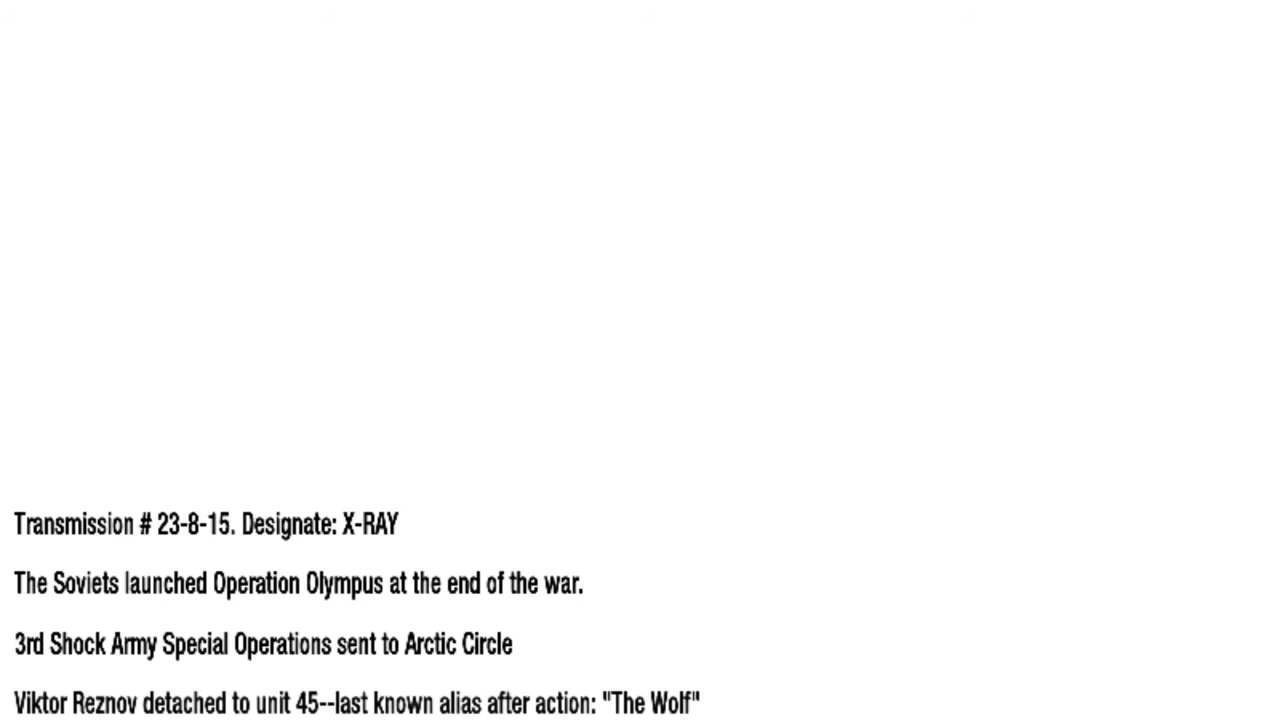 Transmission # 23-8-15. Designate: X-RAY
The Soviets launched Operation Olympus at the end of the war.
3rd Shock Army Special Operations sent to Arctic Circle
Viktor Reznov detached to unit 45--last known alias after action: "The Wolf"